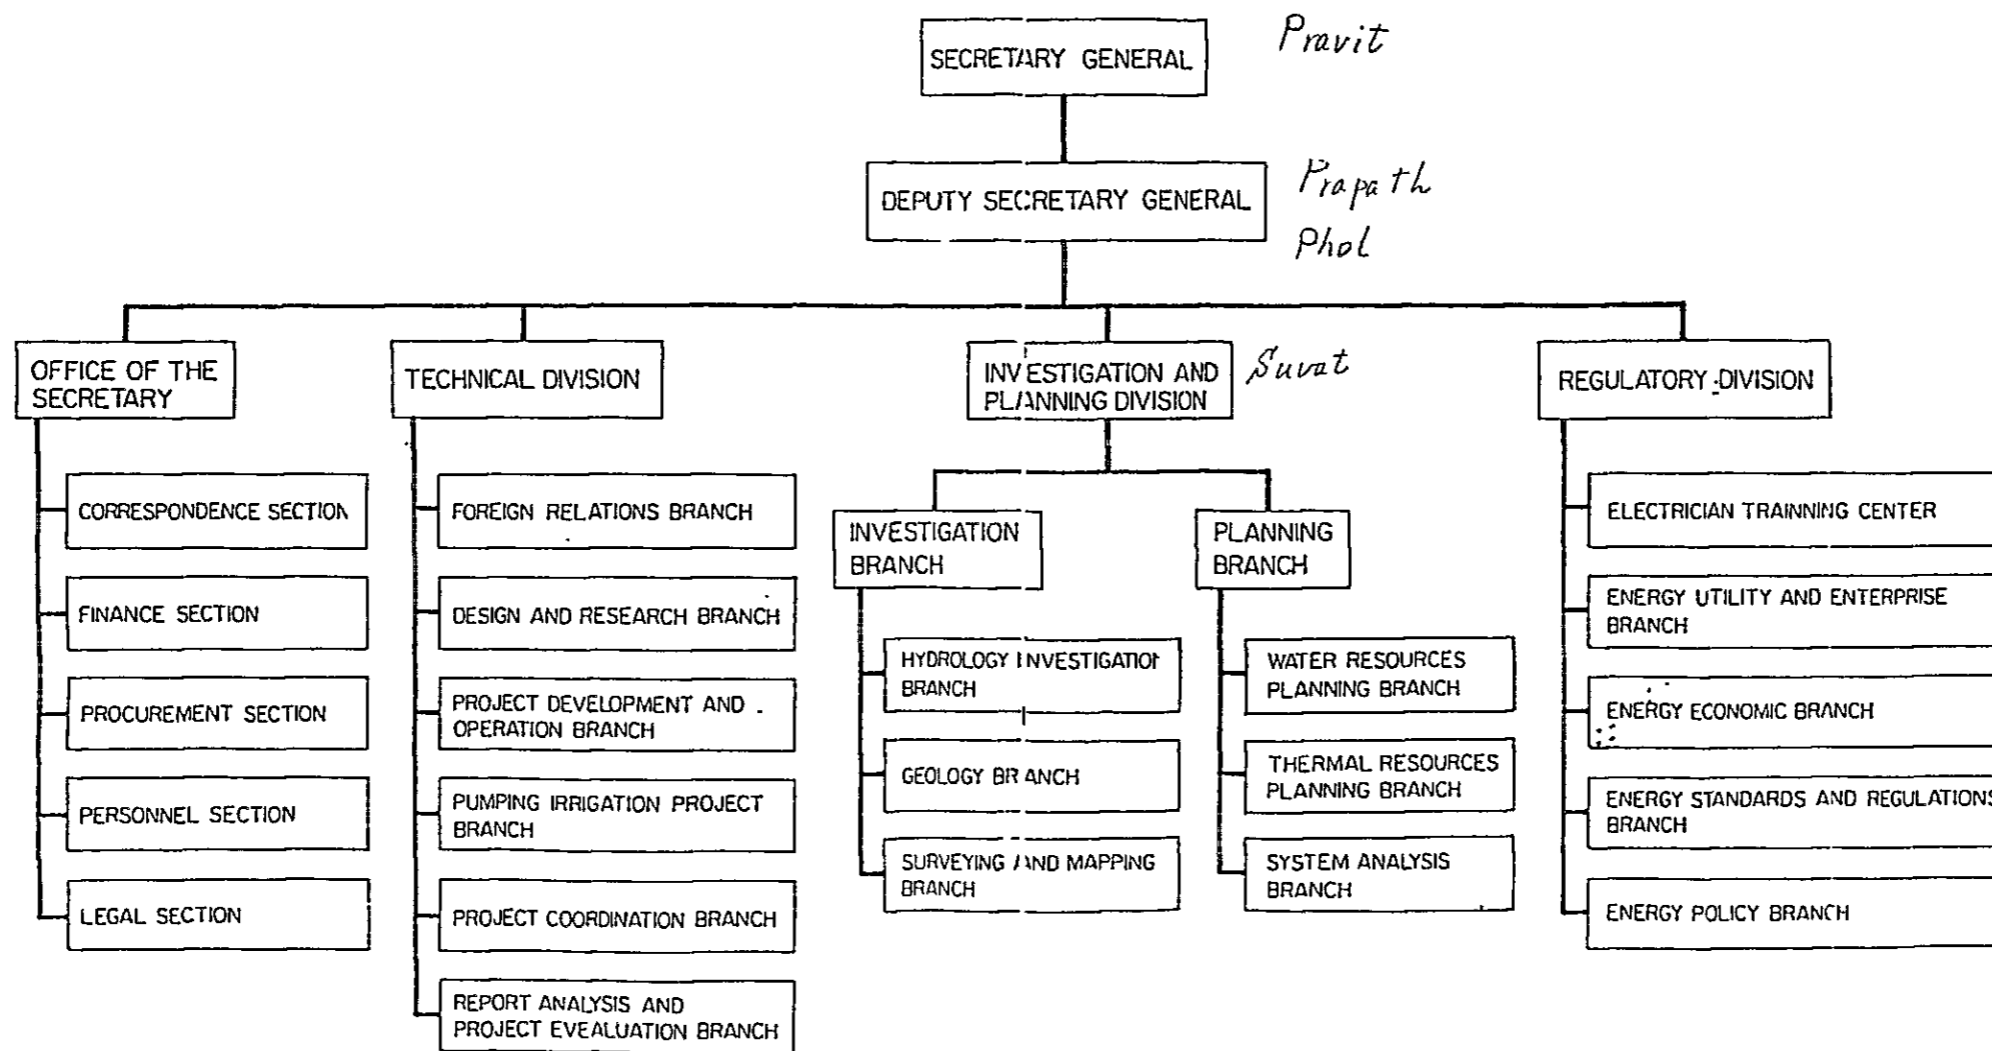 SECRETARY GENERAL
Pravit
DEPUTY SECRETARY GENERAL
Prapath
Phol
OFFICE OF THE
SECRETARY
CORRESPONDENCE SECTION
FINANCE SECTION
PROCUREMENT SECTION
PERSONNEL SECTION
LEGAL SECTION
TECHNICAL DIVISION
FOREIGN RELATIONS BRANCH
DESIGN AND RESEARCH BRANCH
PROJECT DEVELOPMENT AND
OPERATION BRANCH
PUMPING IRRIGATION PROJECT
BRANCH
PROJECT COORDINATION BRANCH
REPORT ANALYSIS AND
PROJECT EVEALUATION BRANCH
INVESTIGATION AND
PLANNING DIVISION
Suvat
INVESTIGATION
BRANCH
HYDROLOGY INVESTIGATION
BRANCH
GEOLOGY BRANCH
SURVEYING AND MAPPING
BRANCH
PLANNING
BRANCH
WATER RESOURCES
PLANNING BRANCH
THERMAL RESOURCES
PLANNING BRANCH
SYSTEM ANALYSIS
BRANCH
REGULATORY DIVISION
ELECTRICIAN TRAINNING CENTER
ENERGY UTILITY AND ENTERPRISE
BRANCH
ENERGY ECONOMIC BRANCH
ENERGY STANDARDS AND REGULATIONS
BRANCH
ENERGY POLICY BRANCH